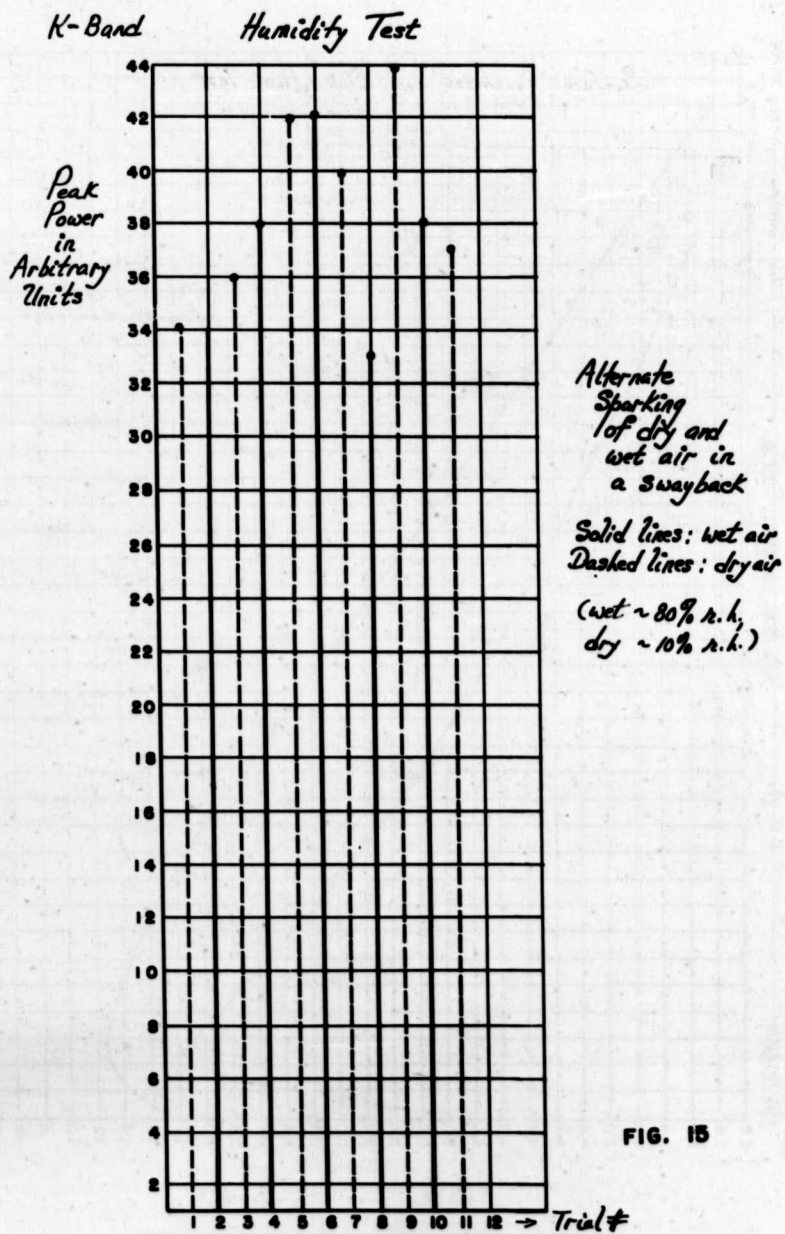 K-Band Humidity Test
44
42
40
38
36
34
32
30
28
26
24
22
20
18
16
14
12
10
8
6
4
2
Peak
Power
in
Arbitrary
Units
Alternate
Sparking
of dry and
wet air in
a swayback
Solid lines: wet air
Dashed lines: dry air
(wet ~ 80% r.h.,
dry ~ 10% r.h.)
FIG. 15
1 2 3 4 5 6 7 8 9 10 11 12 → Trial #